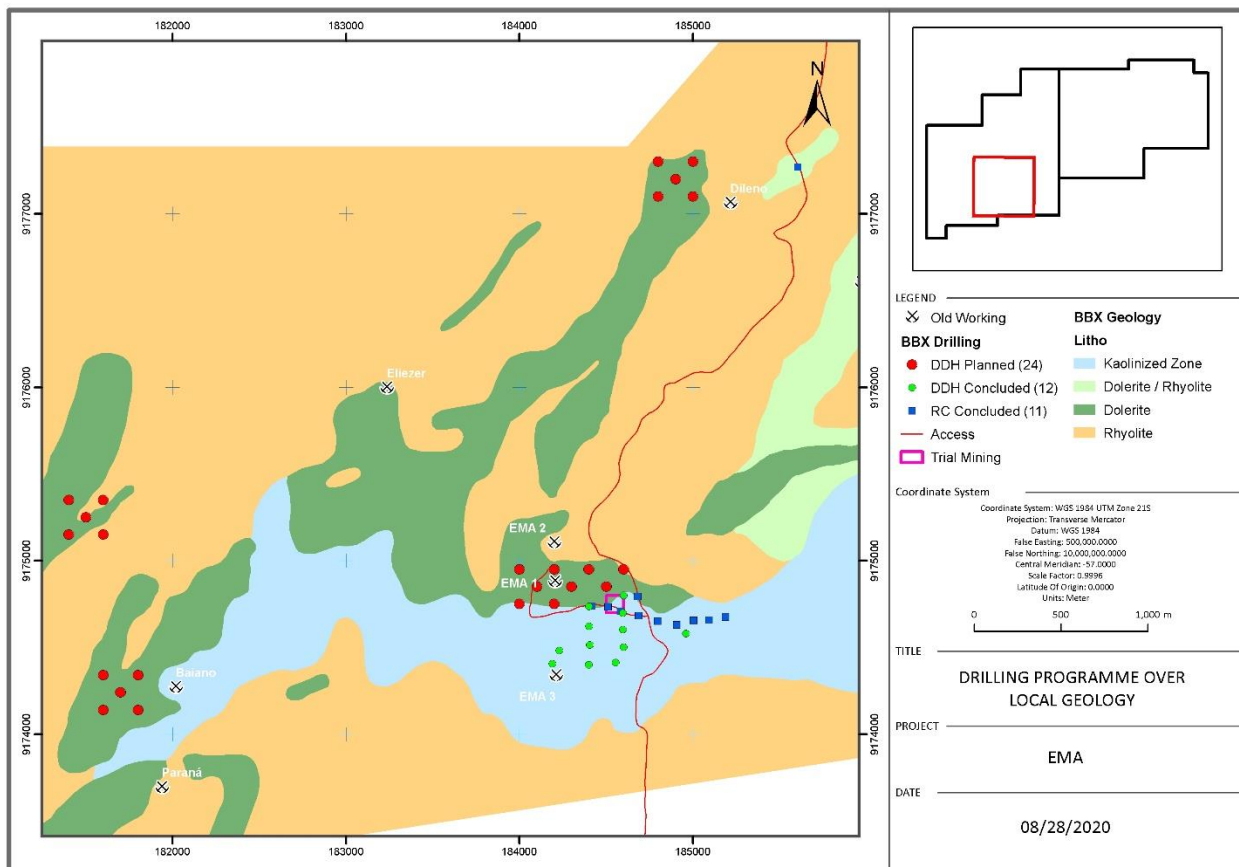 182000
183000
184000
185000
N
9177000
9177000
Dileno
9176000
9176000
Eliezer
EMA 2
9175000
9175000
EMA 1
Baiano
EMA 3
9174000
9174000
Paraná
182000
183000
184000
185000
LEGEND
Old Working
BBX Drilling
DDH Planned (24)
DDH Concluded (12)
RC Concluded (11)
Access
Trial Mining
BBX Geology
Litho
Kaolinized Zone
Dolerite / Rhyolite
Dolerite
Rhyolite
Coordinate System
Coordinate System: WGS 1984 UTM Zone 21S
Projection: Transverse Mercator
Datum: WGS 1984
False Easting: 500,000.0000
False Northing: 10,000,000.0000
Central Meridian: -57.0000
Scale Factor: 0.9996
Latitude Of Origin: 0.0000
Units: Meter
0 500 1,000 m
TITLE
DRILLING PROGRAMME OVER
LOCAL GEOLOGY
PROJECT
EMA
DATE
08/28/2020